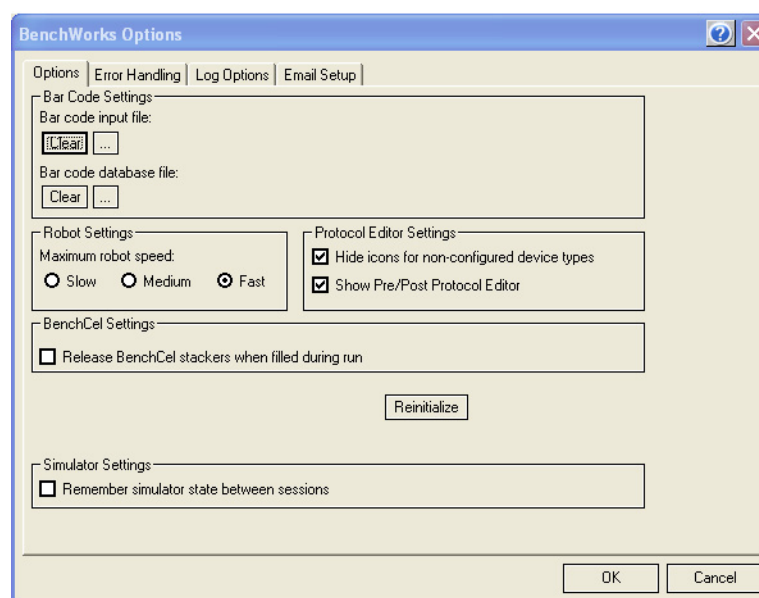 BenchWorks Options
Options Error Handling Log Options Email Setup
Bar Code Settings
Bar code input file:
Clear ...
Bar code database file:
Clear ...
Robot Settings Protocol Editor Settings
Maximum robot speed: Hide icons for non-configured device types
Slow Medium Fast Show Pre/Post Protocol Editor
BenchCel Settings
Release BenchCel stackers when filled during run
Reinitialize
Simulator Settings
Remember simulator state between sessions
OK Cancel